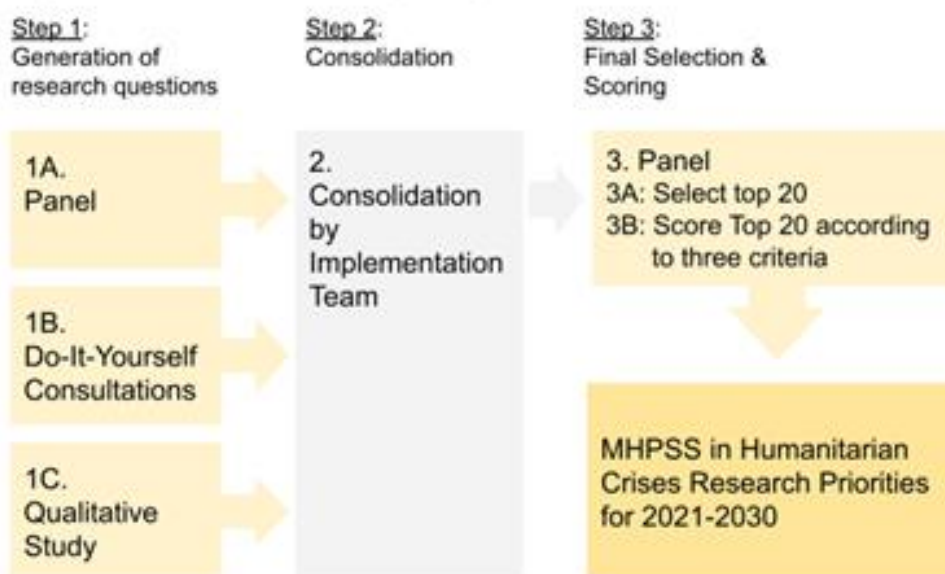 Step 1:
Generation of
research questions
Step 2:
Consolidation
Step 3:
Final Selection &
Scoring
1A.
Panel
1B.
Do-It-Yourself
Consultations
1C.
Qualitative
Study
2.
Consolidation
by
Implementation
Team
3. Panel
3A: Select top 20
3B: Score Top 20 according
to three criteria
MHPSS in Humanitarian
Crises Research Priorities
for 2021-2030